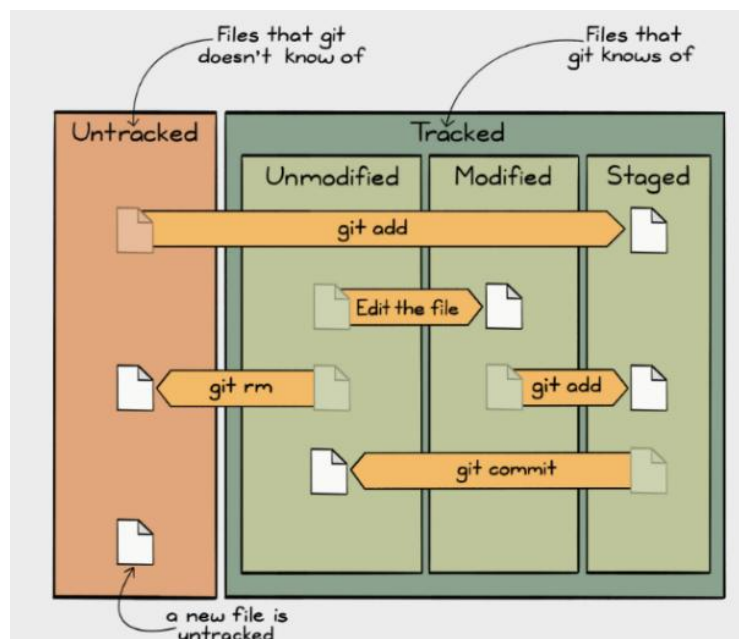 Files that git
doesn't know of
Files that
git knows of
Untracked
Tracked
Unmodified
Modified
Staged
git add
Edit the file
git rm
git add
git commit
a new file is
untracked